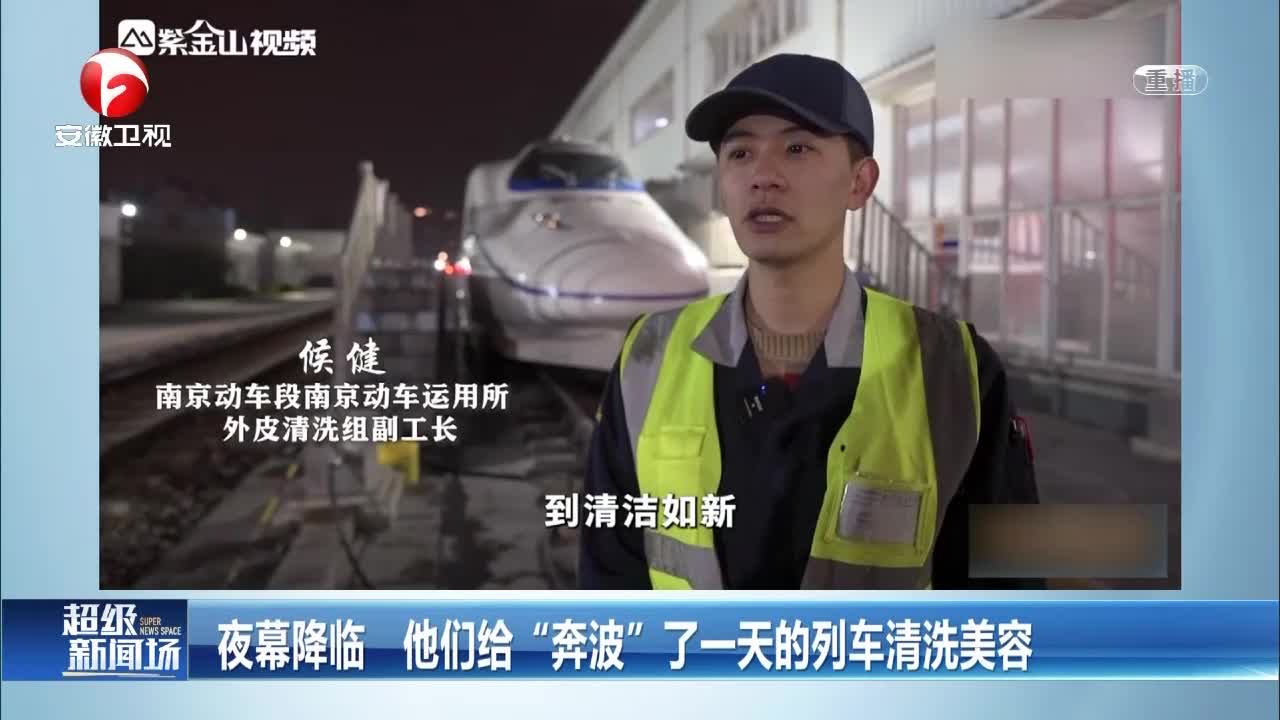 紫金山视频
安徽卫视
重播
候健
南京动车段南京动车运用所
外皮清洗组副工长
到清洁如新
超级新闻场
SUPER
NEWS SPACE
夜幕降临 他们给“奔波”了一天的列车清洗美容